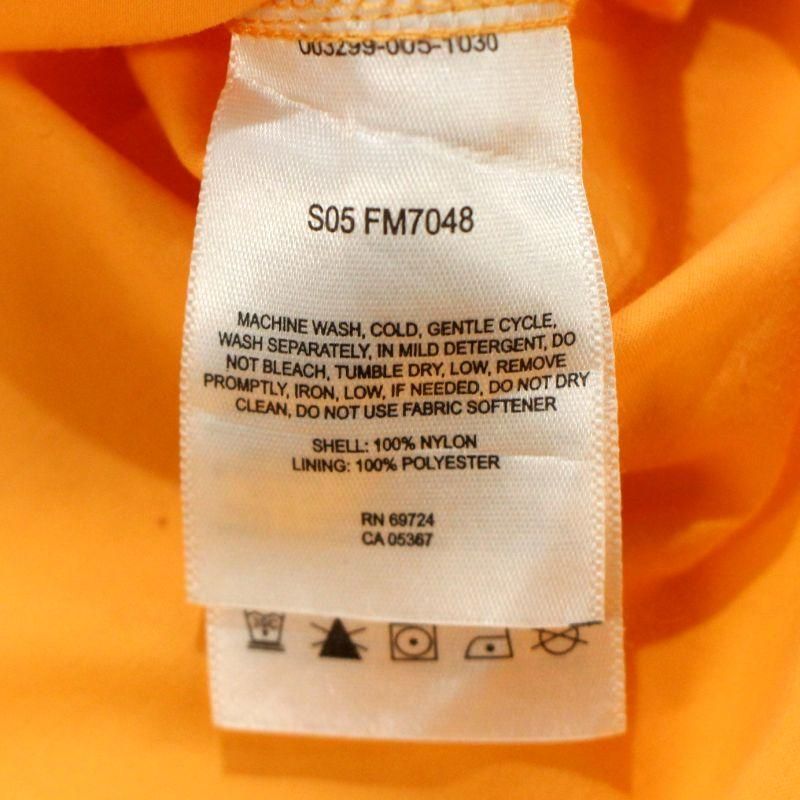 003299-005-1030
S05 FM7048
MACHINE WASH, COLD, GENTLE CYCLE,
WASH SEPARATELY, IN MILD DETERGENT, DO
NOT BLEACH, TUMBLE DRY, LOW, REMOVE
PROMPTLY, IRON, LOW, IF NEEDED, DO NOT DRY
CLEAN, DO NOT USE FABRIC SOFTENER
SHELL: 100% NYLON
LINING: 100% POLYESTER
RN 69724
CA 05367